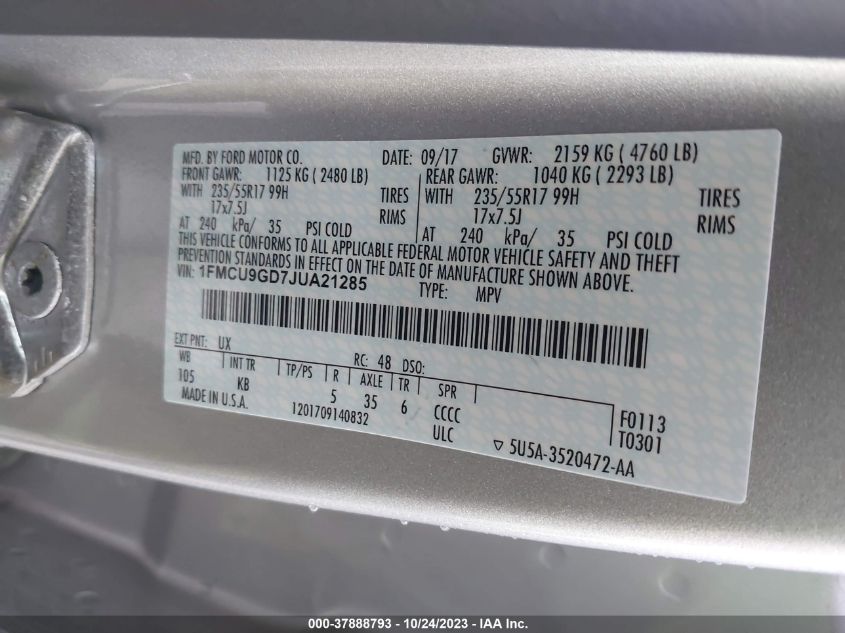 MFD. BY FORD MOTOR CO.
DATE: 09/17
GVWR: 2159 KG ( 4760 LB)
FRONT GAWR: 1125 KG ( 2480 LB)
REAR GAWR: 1040 KG ( 2293 LB)
WITH 235/55R17 99H TIRES
WITH 235/55R17 99H TIRES
17x7.5J RIMS
17x7.5J RIMS
AT 240 kPa/ 35 PSI COLD
AT 240 kPa/ 35 PSI COLD
THIS VEHICLE CONFORMS TO ALL APPLICABLE FEDERAL MOTOR VEHICLE SAFETY AND THEFT
PREVENTION STANDARDS IN EFFECT ON THE DATE OF MANUFACTURE SHOWN ABOVE.
VIN: 1FMCU9GD7JUA21285
TYPE: MPV
EXT PNT: UX RC: 48 DSO:
WB INT TR TP/PS R AXLE TR SPR
105 KB 5 35 6 CCCC
F0113
MADE IN U.S.A. 1201709140832 ULC
T0301
▽ 5U5A-3520472-AA
000-37888793 - 10/24/2023 - IAA Inc.